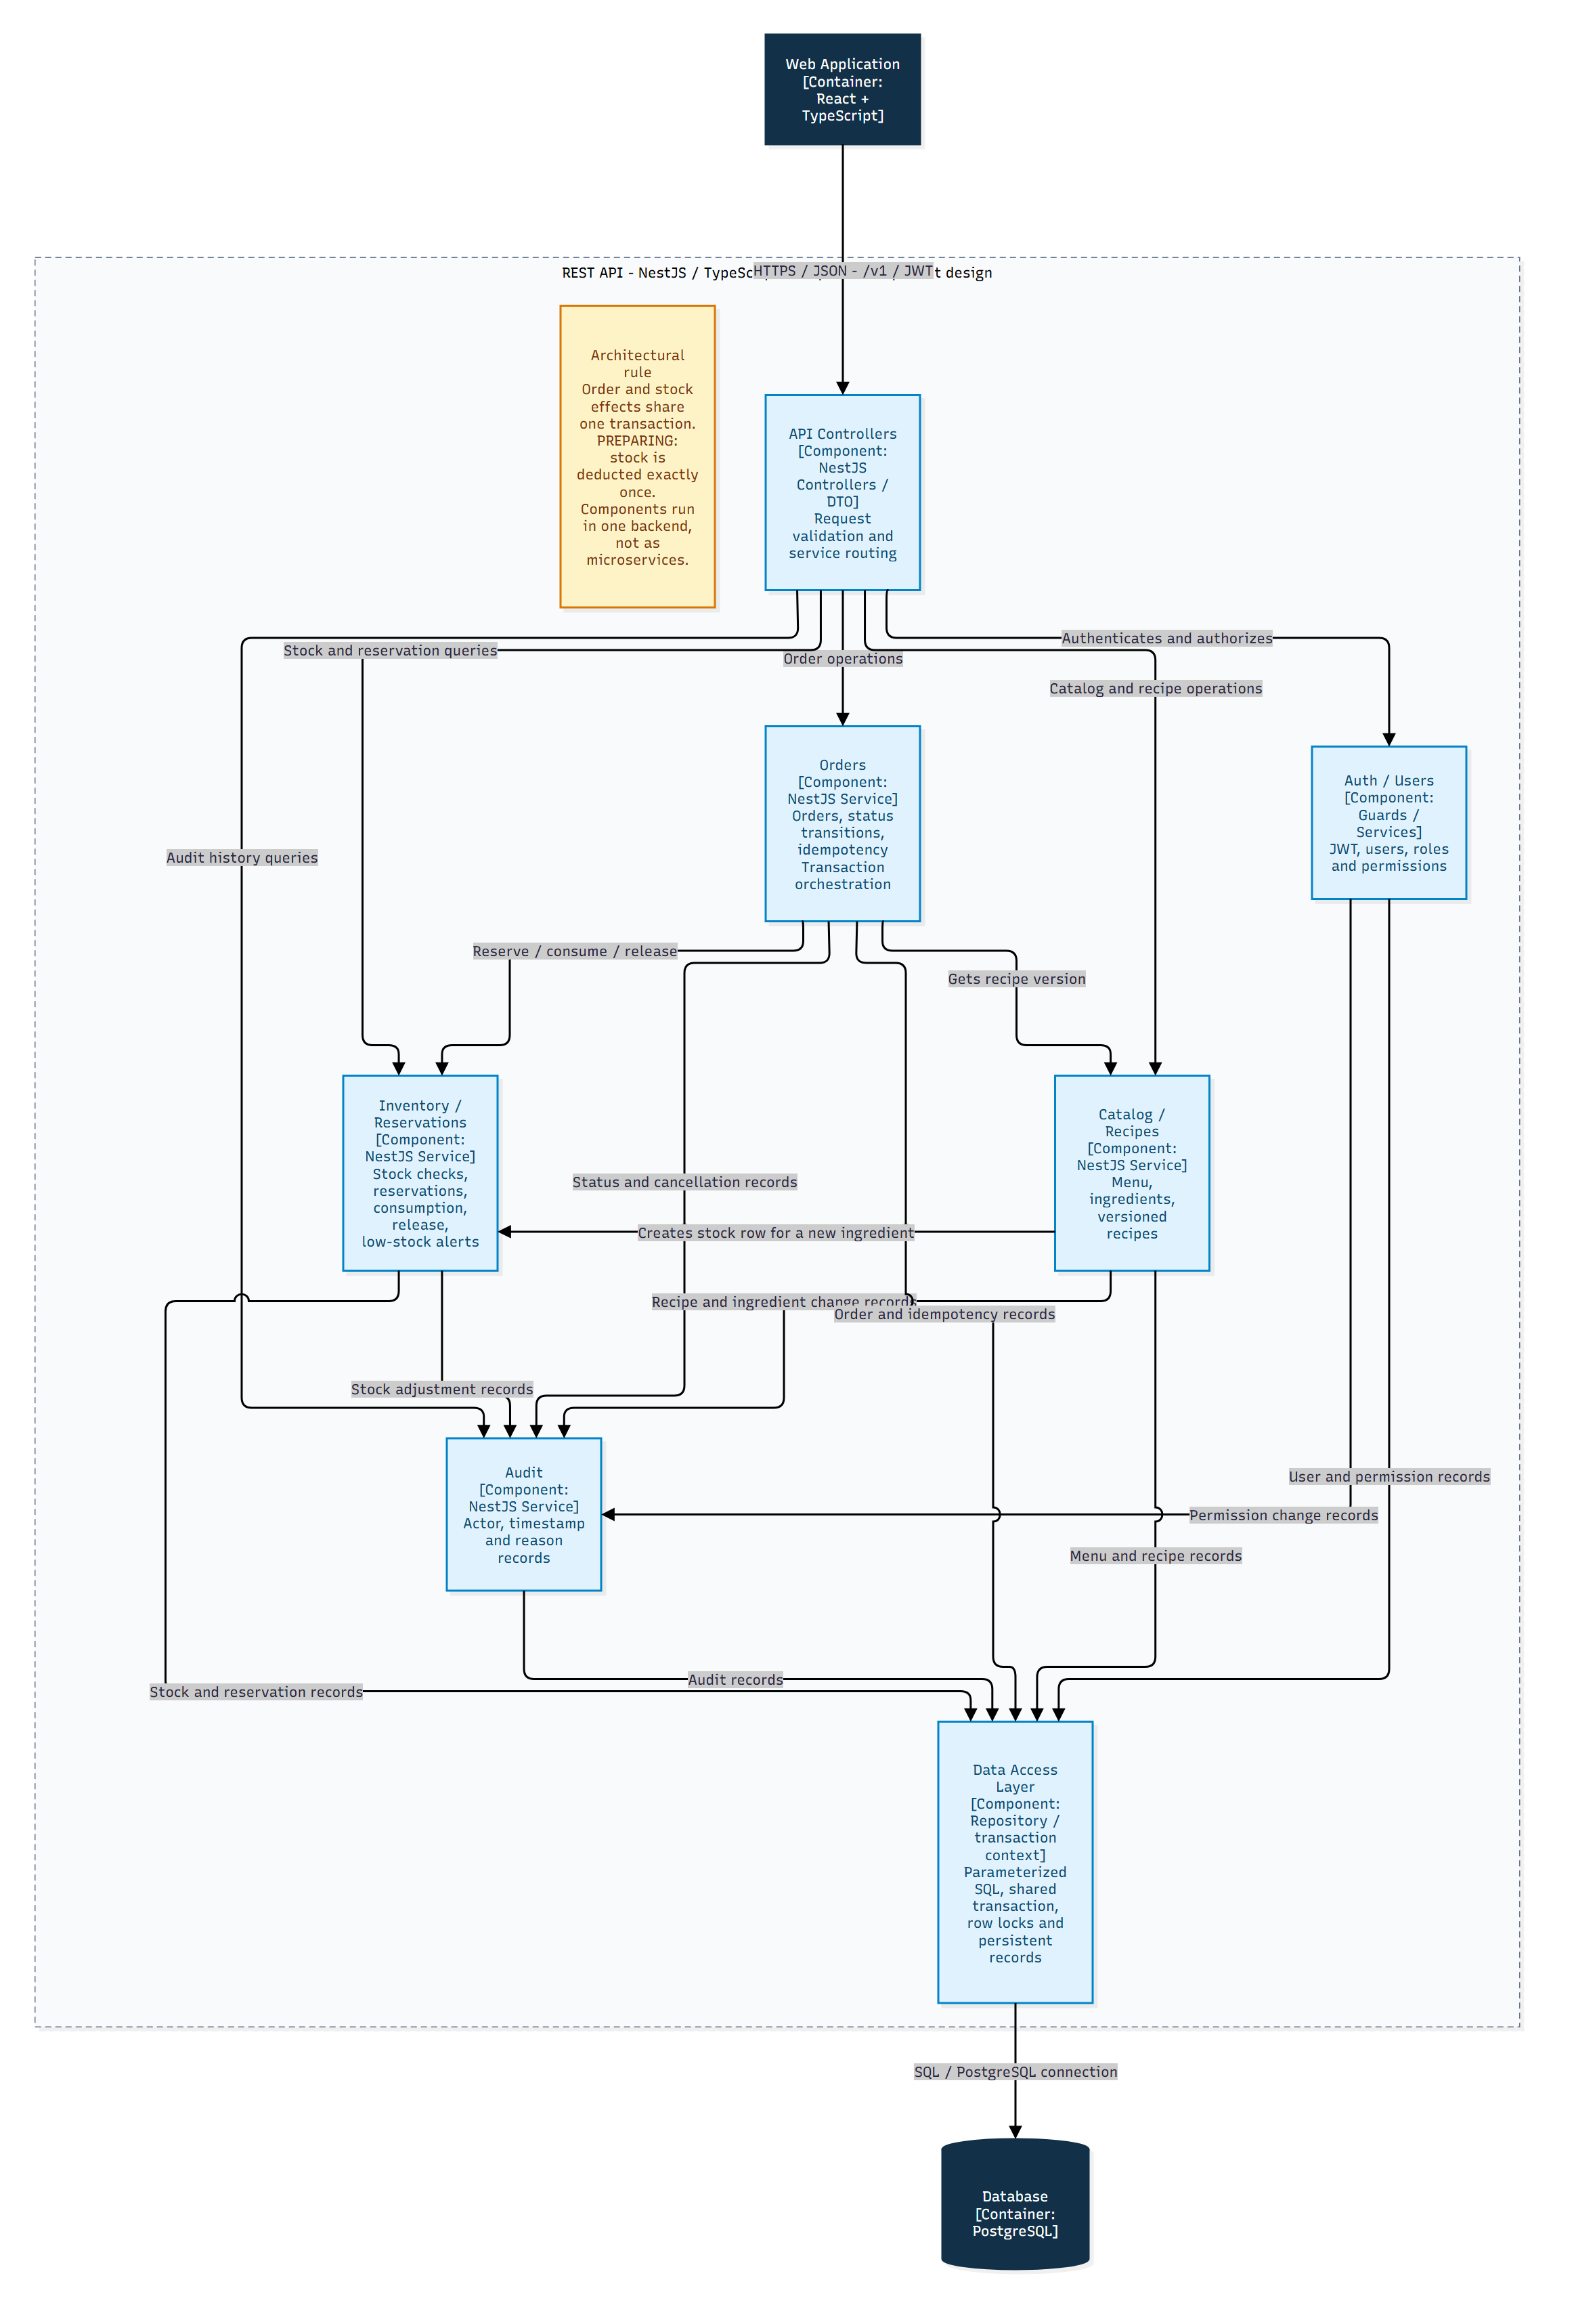 Web Application
[Container:
React +
TypeScript]
HTTPS / JSON - /v1 / JWT
REST API - NestJS / TypeSc
t design
Architectural
rule
Order and stock
effects share
one transaction.
PREPARING:
stock is
deducted exactly
once.
Components run
in one backend,
not as
microservices.
API Controllers
[Component:
NestJS
Controllers /
DTO]
Request
validation and
service routing
Authenticates and authorizes
Stock and reservation queries
Order operations
Catalog and recipe operations
Orders
[Component:
NestJS Service]
Orders, status
transitions,
idempotency
Transaction
orchestration
Auth / Users
[Component:
Guards /
Services]
JWT, users, roles
and permissions
Audit history queries
Reserve / consume / release
Gets recipe version
Inventory /
Reservations
[Component:
NestJS Service]
Stock checks,
reservations,
consumption,
release,
low-stock alerts
Catalog /
Recipes
[Component:
NestJS Service]
Menu,
ingredients,
versioned
recipes
Status and cancellation records
Creates stock row for a new ingredient
Recipe and ingredient change records
Order and idempotency records
Stock adjustment records
Audit
[Component:
NestJS Service]
Actor, timestamp
and reason
records
User and permission records
Permission change records
Menu and recipe records
Audit records
Stock and reservation records
Data Access
Layer
[Component:
Repository /
transaction
context]
Parameterized
SQL, shared
transaction,
row locks and
persistent
records
SQL / PostgreSQL connection
Database
[Container:
PostgreSQL]